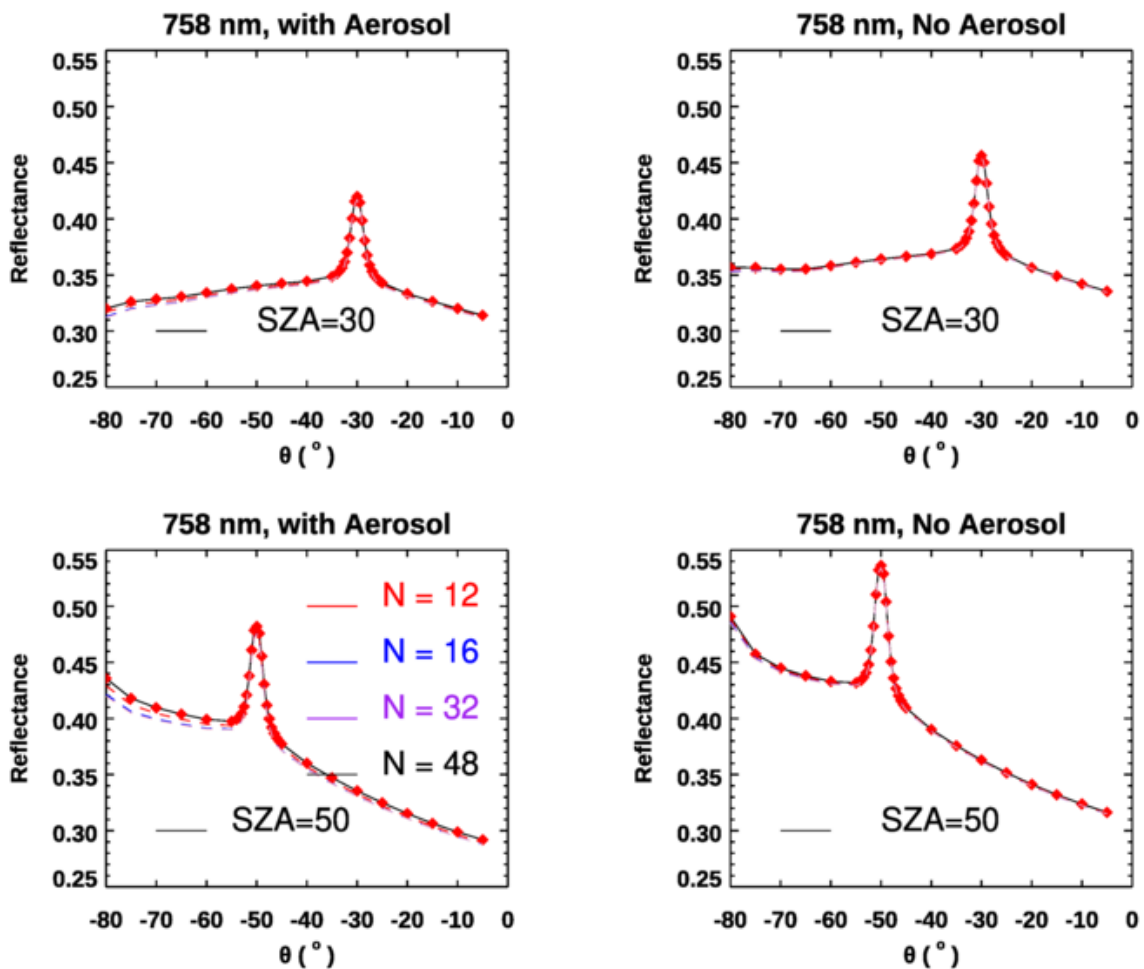 758 nm, with Aerosol
0.55
0.50
0.45
0.40
0.35
0.30
0.25
Reflectance
SZA=30
-80 -70 -60 -50 -40 -30 -20 -10 0
θ ( °)
758 nm, No Aerosol
0.55
0.50
0.45
0.40
0.35
0.30
0.25
Reflectance
SZA=30
-80 -70 -60 -50 -40 -30 -20 -10 0
θ ( °)
758 nm, with Aerosol
0.55
0.50
0.45
0.40
0.35
0.30
0.25
Reflectance
N = 12
N = 16
N = 32
N = 48
SZA=50
-80 -70 -60 -50 -40 -30 -20 -10 0
θ ( °)
758 nm, No Aerosol
0.55
0.50
0.45
0.40
0.35
0.30
0.25
Reflectance
SZA=50
-80 -70 -60 -50 -40 -30 -20 -10 0
θ ( °)